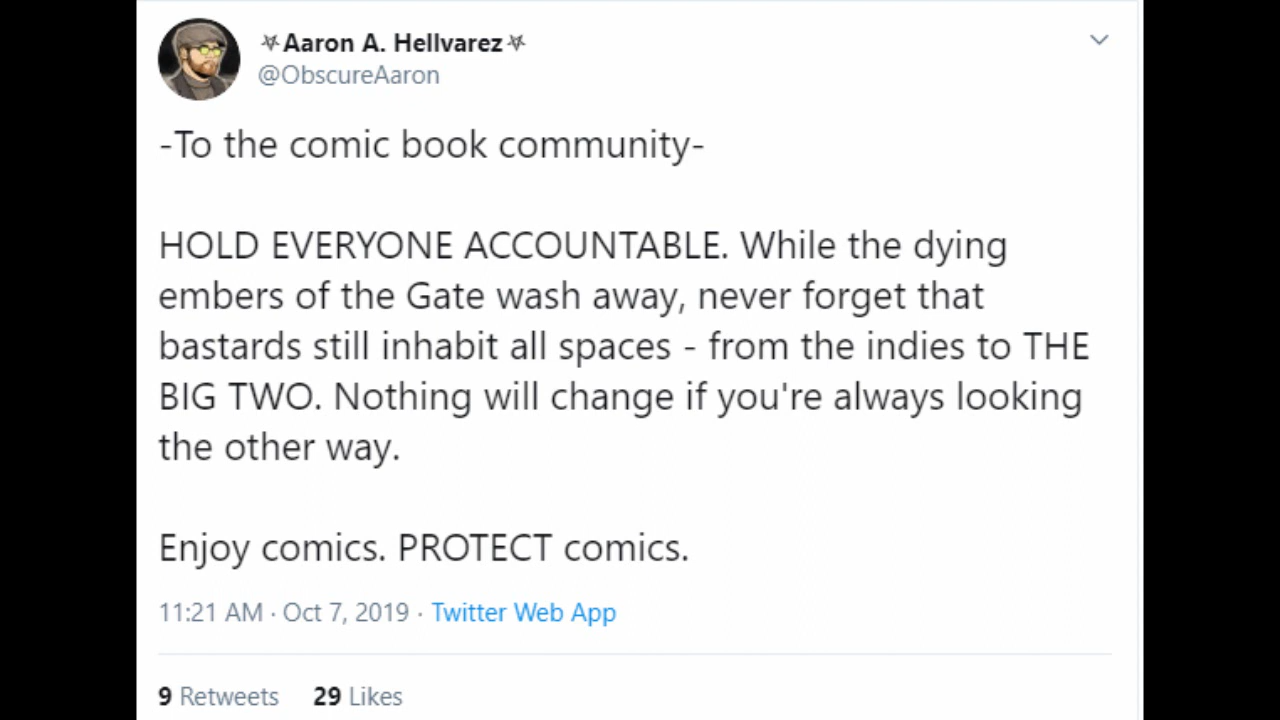 ⛧Aaron A. Hellvarez⛧
@ObscureAaron
-To the comic book community-
HOLD EVERYONE ACCOUNTABLE. While the dying
embers of the Gate wash away, never forget that
bastards still inhabit all spaces - from the indies to THE
BIG TWO. Nothing will change if you're always looking
the other way.
Enjoy comics. PROTECT comics.
11:21 AM · Oct 7, 2019 · Twitter Web App
9 Retweets 29 Likes